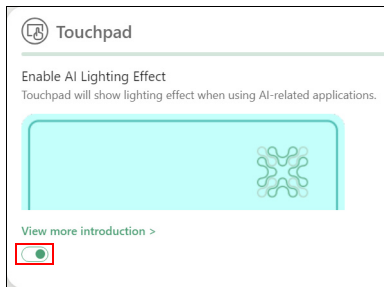 Touchpad
Enable AI Lighting Effect
Touchpad will show lighting effect when using AI-related applications.
View more introduction >